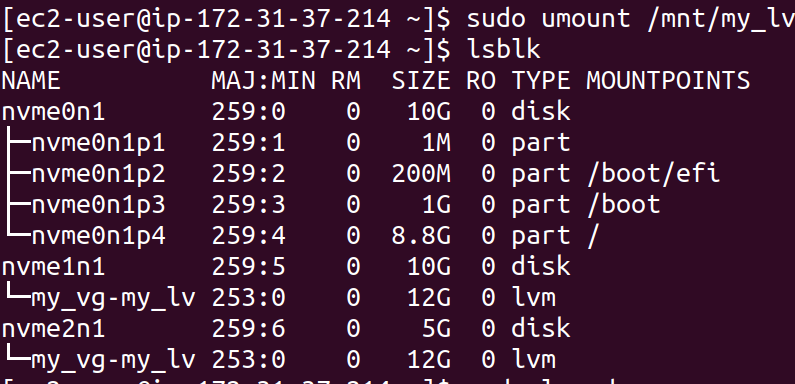 [ec2-user@ip-172-31-37-214 ~]$ sudo umount /mnt/my_lv
[ec2-user@ip-172-31-37-214 ~]$ lsblk
NAME            MAJ:MIN RM  SIZE RO TYPE MOUNTPOINTS
nvme0n1         259:0    0   10G  0 disk
├─nvme0n1p1     259:1    0    1M  0 part
├─nvme0n1p2     259:2    0  200M  0 part /boot/efi
├─nvme0n1p3     259:3    0    1G  0 part /boot
└─nvme0n1p4     259:4    0  8.8G  0 part /
nvme1n1         259:5    0   10G  0 disk
└─my_vg-my_lv 253:0    0   12G  0 lvm
nvme2n1         259:6    0    5G  0 disk
└─my_vg-my_lv 253:0    0   12G  0 lvm